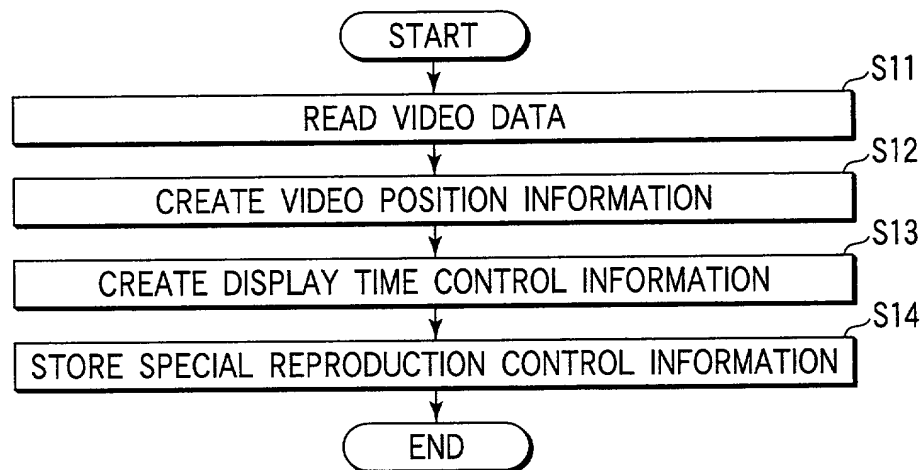 START
S11
READ VIDEO DATA
S12
CREATE VIDEO POSITION INFORMATION
S13
CREATE DISPLAY TIME CONTROL INFORMATION
S14
STORE SPECIAL REPRODUCTION CONTROL INFORMATION
END